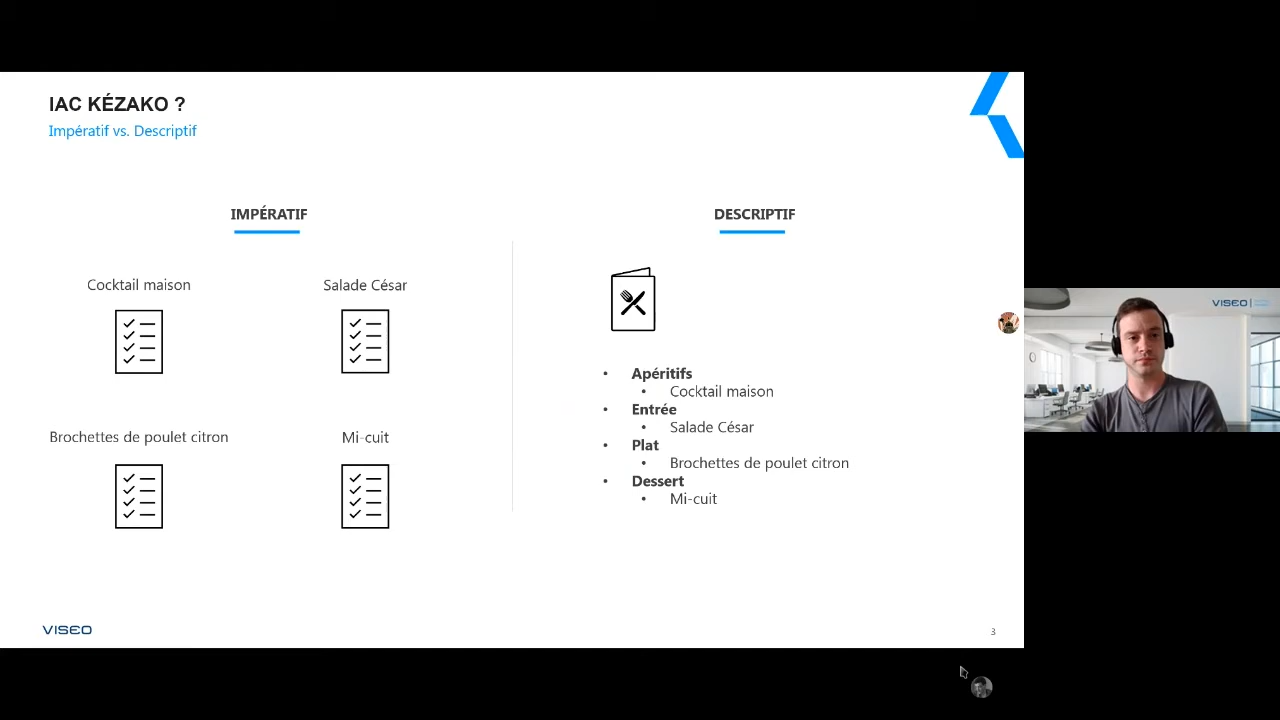 IAC KÉZAKO ?
Impératif vs. Descriptif
IMPÉRATIF
Cocktail maison
Salade César
Brochettes de poulet citron
Mi-cuit
DESCRIPTIF
• Apéritifs
• Cocktail maison
• Entrée
• Salade César
• Plat
• Brochettes de poulet citron
• Dessert
• Mi-cuit
VISEO
3
VISEO